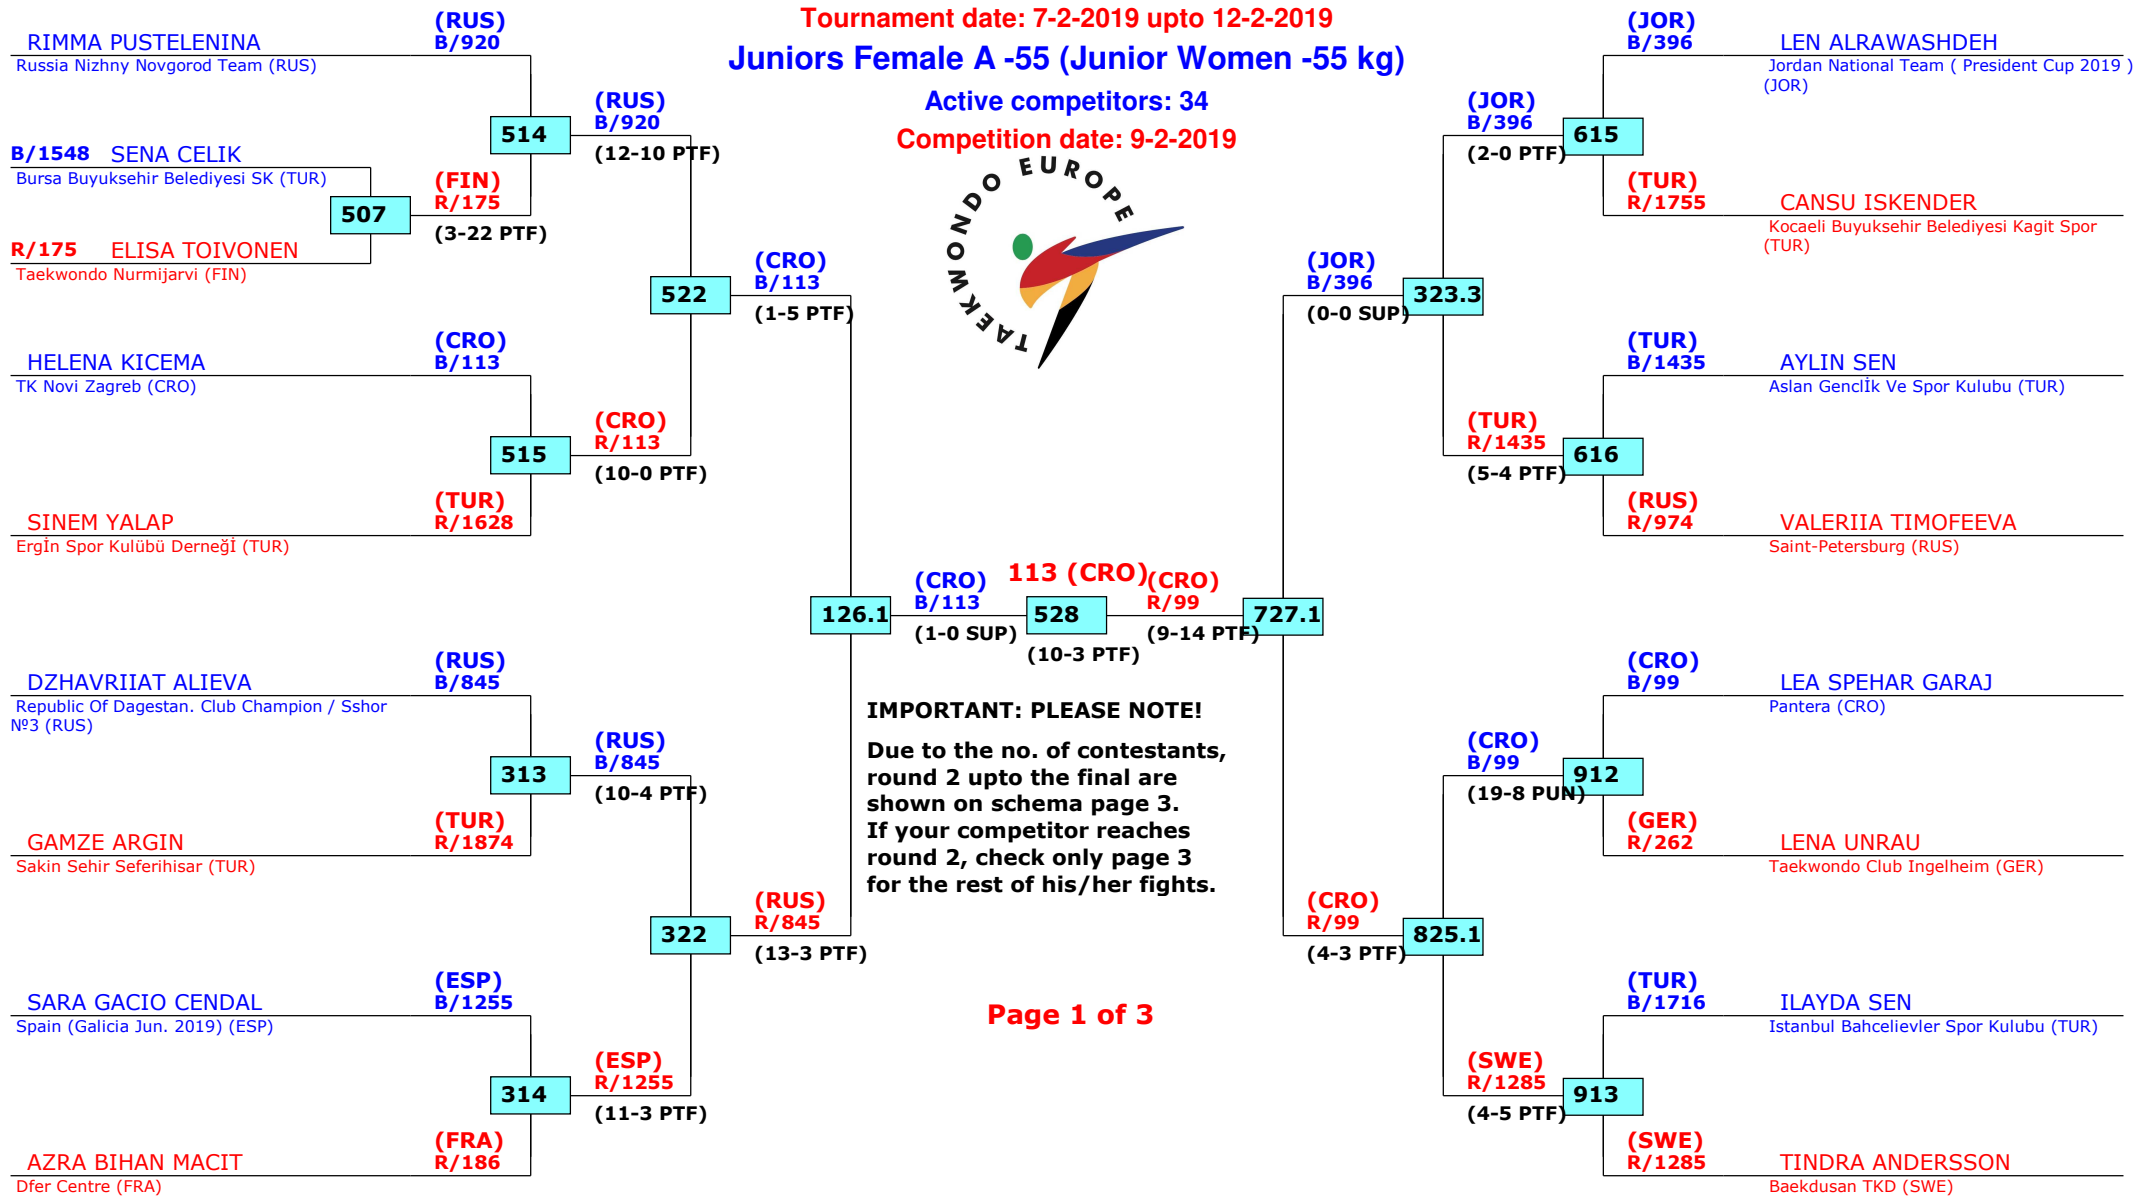 Tournament date: 7-2-2019 upto 12-2-2019
Juniors Female A -55 (Junior Women -55 kg)
Active competitors: 34
Competition date: 9-2-2019
TAEKWONDO EUROPE
(RUS)
RIMMA PUSTELENINA B/920
Russia Nizhny Novgorod Team (RUS)
(RUS)
B/920
514
(12-10 PTF)
B/1548 SENA CELIK
Bursa Buyuksehir Belediyesi SK (TUR)
(FIN)
R/175
507
(3-22 PTF)
R/175 ELISA TOIVONEN
Taekwondo Nurmijarvi (FIN)
(CRO)
B/113
522
(1-5 PTF)
(CRO)
HELENA KICEMA B/113
TK Novi Zagreb (CRO)
(CRO)
R/113
515
(10-0 PTF)
(TUR)
SINEM YALAP R/1628
Ergİn Spor Kulübü Derneğİ (TUR)
(CRO)
B/113
126.1
(1-0 SUP)
113 (CRO)
528
(10-3 PTF)
(CRO)
R/99
727.1
(9-14 PTF)
(RUS)
DZHAVRIIAT ALIEVA B/845
Republic Of Dagestan. Club Champion / Sshor
№3 (RUS)
(RUS)
B/845
313
(10-4 PTF)
(TUR)
GAMZE ARGIN R/1874
Sakin Sehir Seferihisar (TUR)
(RUS)
R/845
322
(13-3 PTF)
(ESP)
SARA GACIO CENDAL B/1255
Spain (Galicia Jun. 2019) (ESP)
(ESP)
R/1255
314
(11-3 PTF)
(FRA)
AZRA BIHAN MACIT R/186
Dfer Centre (FRA)
IMPORTANT: PLEASE NOTE!
Due to the no. of contestants,
round 2 upto the final are
shown on schema page 3.
If your competitor reaches
round 2, check only page 3
for the rest of his/her fights.
Page 1 of 3
(JOR)
B/396 LEN ALRAWASHDEH
Jordan National Team ( President Cup 2019 )
(JOR)
(JOR)
B/396
615
(2-0 PTF)
(TUR)
R/1755 CANSU ISKENDER
Kocaeli Buyuksehir Belediyesi Kagit Spor
(TUR)
(JOR)
B/396
323.3
(0-0 SUP)
(TUR)
B/1435 AYLIN SEN
Aslan Genclİk Ve Spor Kulubu (TUR)
(TUR)
R/1435
616
(5-4 PTF)
(RUS)
R/974 VALERIIA TIMOFEEVA
Saint-Petersburg (RUS)
(CRO)
B/99 LEA SPEHAR GARAJ
Pantera (CRO)
(CRO)
B/99
912
(19-8 PUN)
(GER)
R/262 LENA UNRAU
Taekwondo Club Ingelheim (GER)
(CRO)
R/99
825.1
(4-3 PTF)
(TUR)
B/1716 ILAYDA SEN
Istanbul Bahcelievler Spor Kulubu (TUR)
(SWE)
R/1285
913
(4-5 PTF)
(SWE)
R/1285 TINDRA ANDERSSON
Baekdusan TKD (SWE)